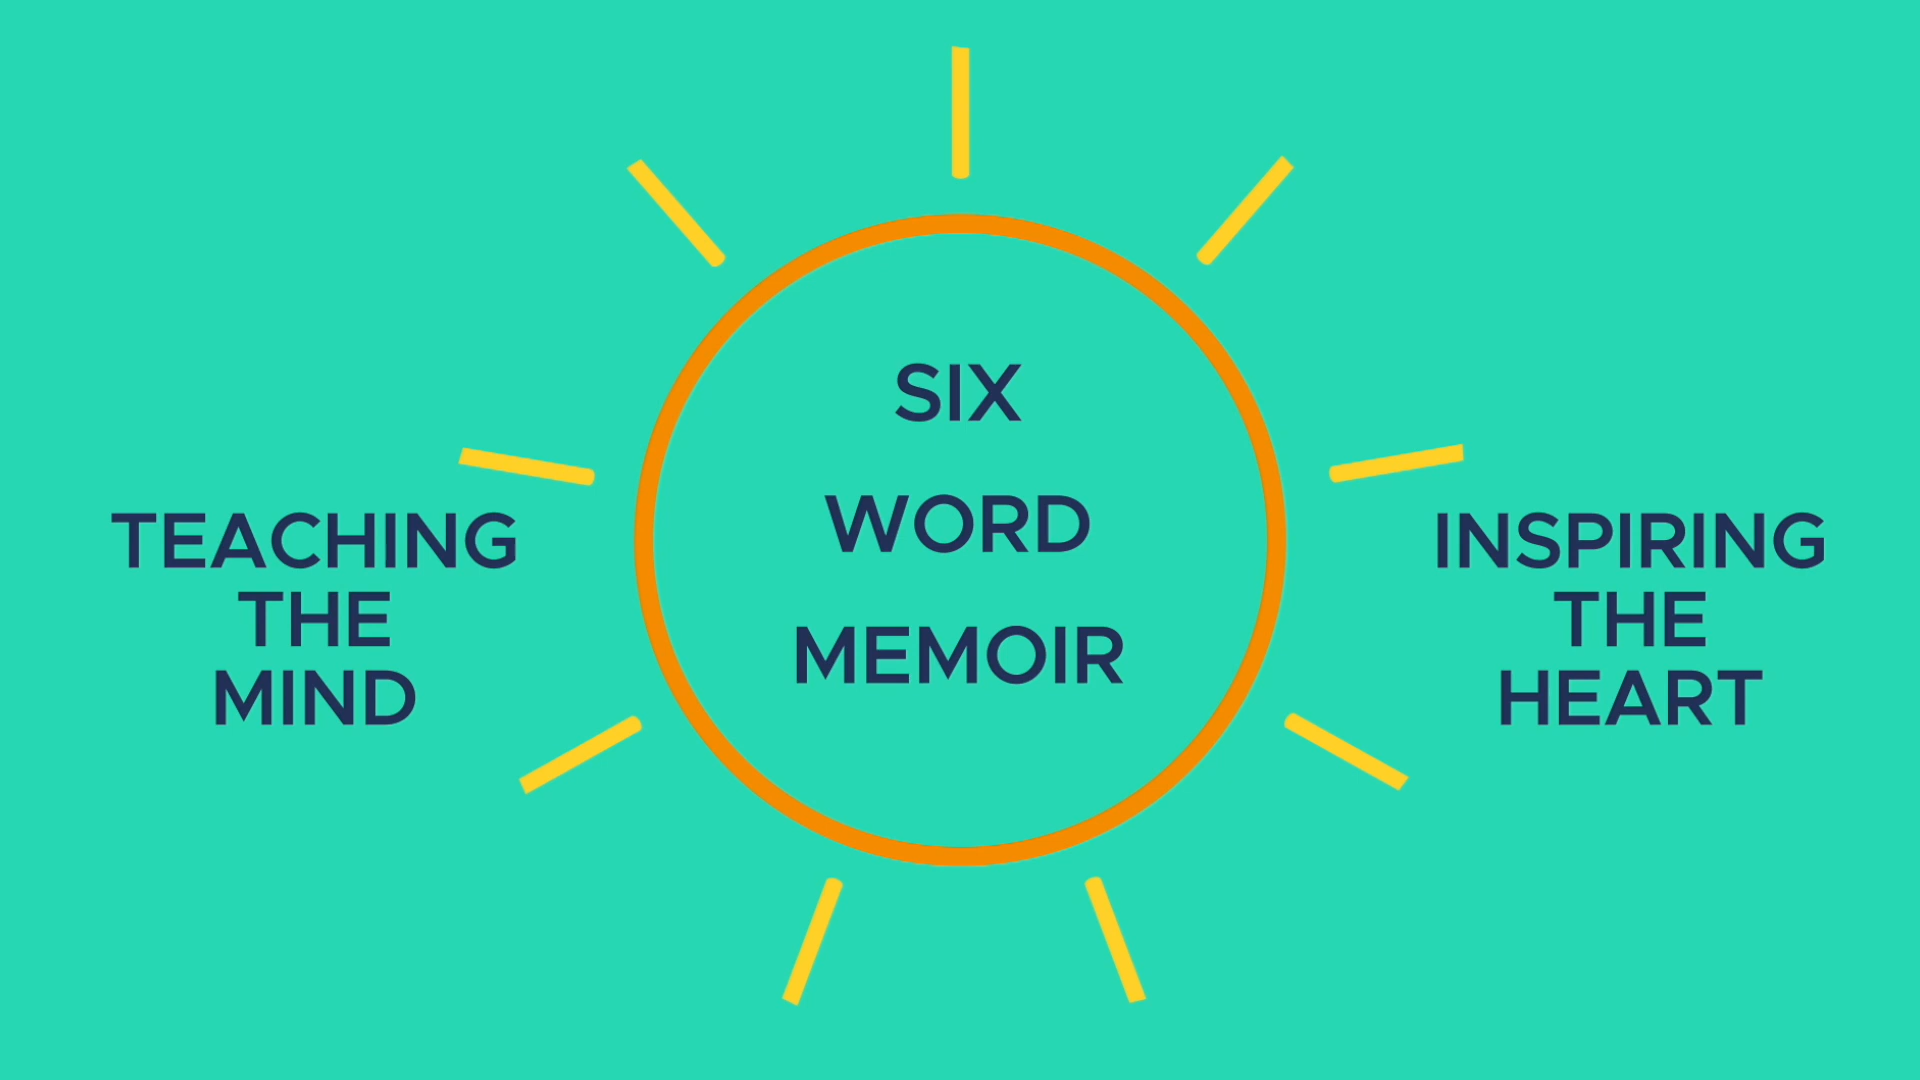 SIX
WORD
MEMOIR
TEACHING
THE
MIND
INSPIRING
THE
HEART